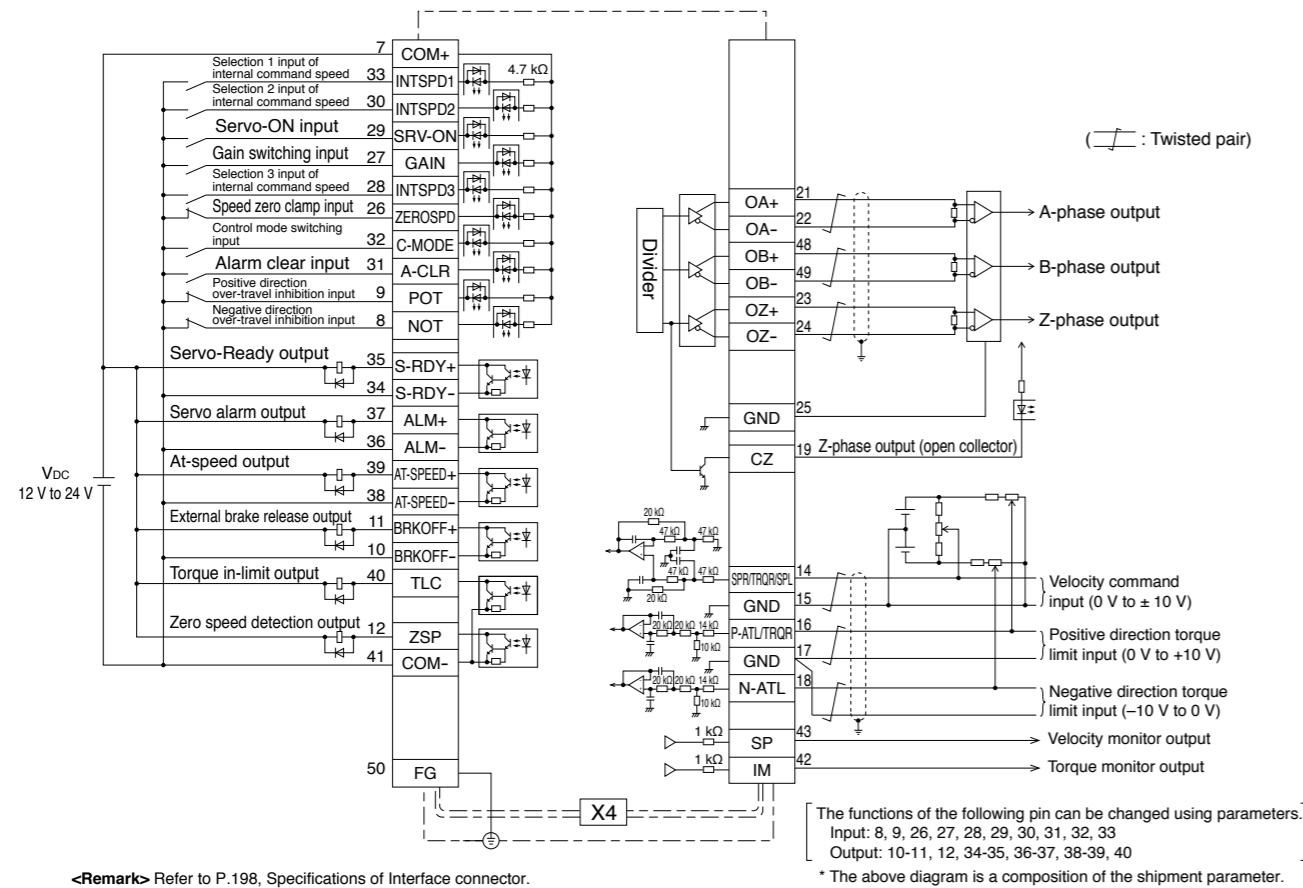 7 COM+
Selection 1 input of
internal command speed 33 INTSPD1 4.7 kΩ
Selection 2 input of
internal command speed 30 INTSPD2
Servo-ON input 29 SRV-ON
Gain switching input 27 GAIN
Selection 3 input of
internal command speed 28 INTSPD3
Speed zero clamp input 26 ZEROSPD
Control mode switching
input 32 C-MODE
Alarm clear input 31 A-CLR
Positive direction
over-travel inhibition input 9 POT
Negative direction
over-travel inhibition input 8 NOT
Servo-Ready output 35 S-RDY+
34 S-RDY–
Servo alarm output 37 ALM+
36 ALM–
At-speed output 39 AT-SPEED+
38 AT-SPEED–
VDC
12 V to 24 V
External brake release output 11 BRKOFF+
10 BRKOFF–
Torque in-limit output 40 TLC
Zero speed detection output 12 ZSP
41 COM–
50 FG
X4
( : Twisted pair)
Divider
OA+ 21
OA– 22
A-phase output
OB+ 48
OB– 49
B-phase output
OZ+ 23
OZ– 24
Z-phase output
GND 25
CZ 19 Z-phase output (open collector)
20 kΩ
47 kΩ 47 kΩ
47 kΩ 47 kΩ
20 kΩ
SPR/TRQR/SPL 14
GND 15
Velocity command
input (0 V to ± 10 V)
20 kΩ 20 kΩ 14 kΩ
10 kΩ
P-ATL/TRQR 16
GND 17
Positive direction torque
limit input (0 V to +10 V)
20 kΩ 20 kΩ 14 kΩ
10 kΩ
N-ATL 18
Negative direction torque
limit input (–10 V to 0 V)
1 kΩ SP 43 Velocity monitor output
1 kΩ IM 42 Torque monitor output
The functions of the following pin can be changed using parameters.
Input: 8, 9, 26, 27, 28, 29, 30, 31, 32, 33
Output: 10-11, 12, 34-35, 36-37, 38-39, 40
* The above diagram is a composition of the shipment parameter.
<Remark> Refer to P.198, Specifications of Interface connector.